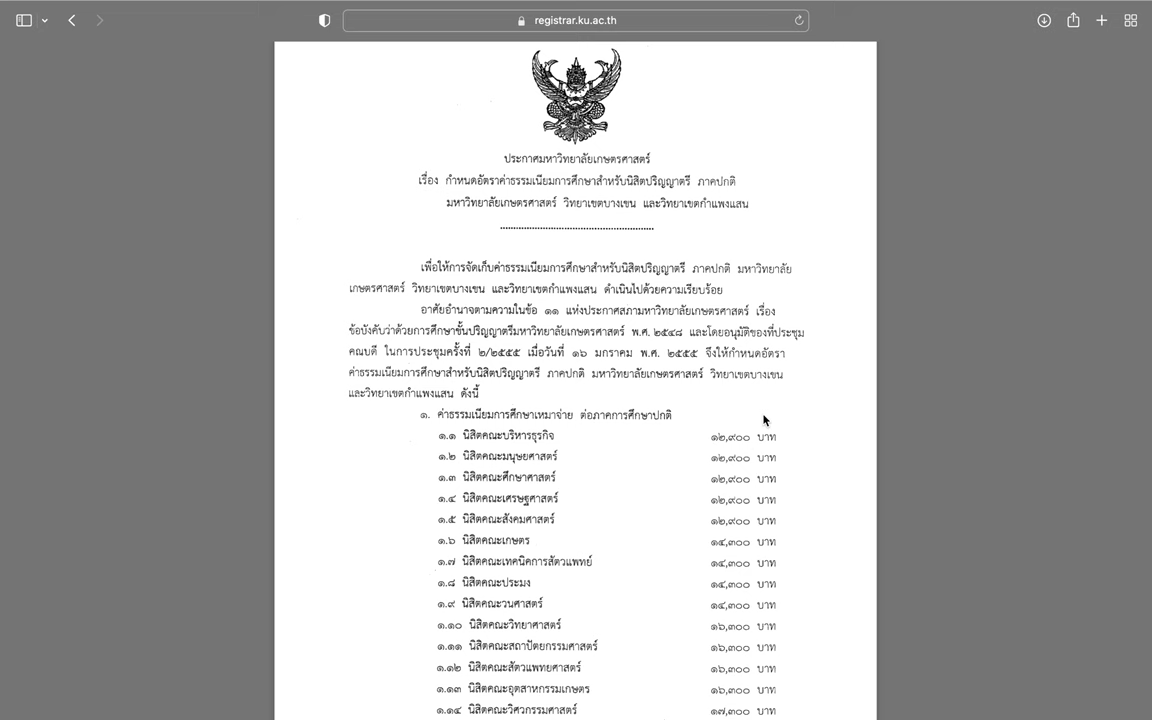 registrar.ku.ac.th
ประกาศมหาวิทยาลัยเกษตรศาสตร์
เรื่อง กำหนดอัตราค่าธรรมเนียมการศึกษาสำหรับนิสิตปริญญาตรี ภาคปกติ
มหาวิทยาลัยเกษตรศาสตร์ วิทยาเขตบางเขน และวิทยาเขตกำแพงแสน
เพื่อให้การจัดเก็บค่าธรรมเนียมการศึกษาสำหรับนิสิตปริญญาตรี ภาคปกติ มหาวิทยาลัย
เกษตรศาสตร์ วิทยาเขตบางเขน และวิทยาเขตกำแพงแสน ดำเนินไปด้วยความเรียบร้อย
อาศัยอำนาจตามความในข้อ ๑๑ แห่งประกาศสภามหาวิทยาลัยเกษตรศาสตร์ เรื่อง
ข้อบังคับว่าด้วยการศึกษาขั้นปริญญาตรีมหาวิทยาลัยเกษตรศาสตร์ พ.ศ. ๒๕๔๘ และโดยอนุมัติของที่ประชุม
คณบดี ในการประชุมครั้งที่ ๒/๒๕๕๕ เมื่อวันที่ ๑๖ มกราคม พ.ศ. ๒๕๕๕ จึงให้กำหนดอัตรา
ค่าธรรมเนียมการศึกษาสำหรับนิสิตปริญญาตรี ภาคปกติ มหาวิทยาลัยเกษตรศาสตร์ วิทยาเขตบางเขน
และวิทยาเขตกำแพงแสน ดังนี้
๑. ค่าธรรมเนียมการศึกษาเหมาจ่าย ต่อภาคการศึกษาปกติ
๑.๑ นิสิตคณะบริหารธุรกิจ ๑๒,๙๐๐ บาท
๑.๒ นิสิตคณะมนุษยศาสตร์ ๑๒,๙๐๐ บาท
๑.๓ นิสิตคณะศึกษาศาสตร์ ๑๒,๙๐๐ บาท
๑.๔ นิสิตคณะเศรษฐศาสตร์ ๑๒,๙๐๐ บาท
๑.๕ นิสิตคณะสังคมศาสตร์ ๑๒,๙๐๐ บาท
๑.๖ นิสิตคณะเกษตร ๑๔,๓๐๐ บาท
๑.๗ นิสิตคณะเทคนิคการสัตวแพทย์ ๑๔,๓๐๐ บาท
๑.๘ นิสิตคณะประมง ๑๔,๓๐๐ บาท
๑.๙ นิสิตคณะวนศาสตร์ ๑๔,๓๐๐ บาท
๑.๑๐ นิสิตคณะวิทยาศาสตร์ ๑๖,๓๐๐ บาท
๑.๑๑ นิสิตคณะสถาปัตยกรรมศาสตร์ ๑๖,๓๐๐ บาท
๑.๑๒ นิสิตคณะสัตวแพทยศาสตร์ ๑๖,๓๐๐ บาท
๑.๑๓ นิสิตคณะอุตสาหกรรมเกษตร ๑๖,๓๐๐ บาท
๑.๑๔ นิสิตคณะวิศวกรรมศาสตร์ ๑๗,๓๐๐ บาท